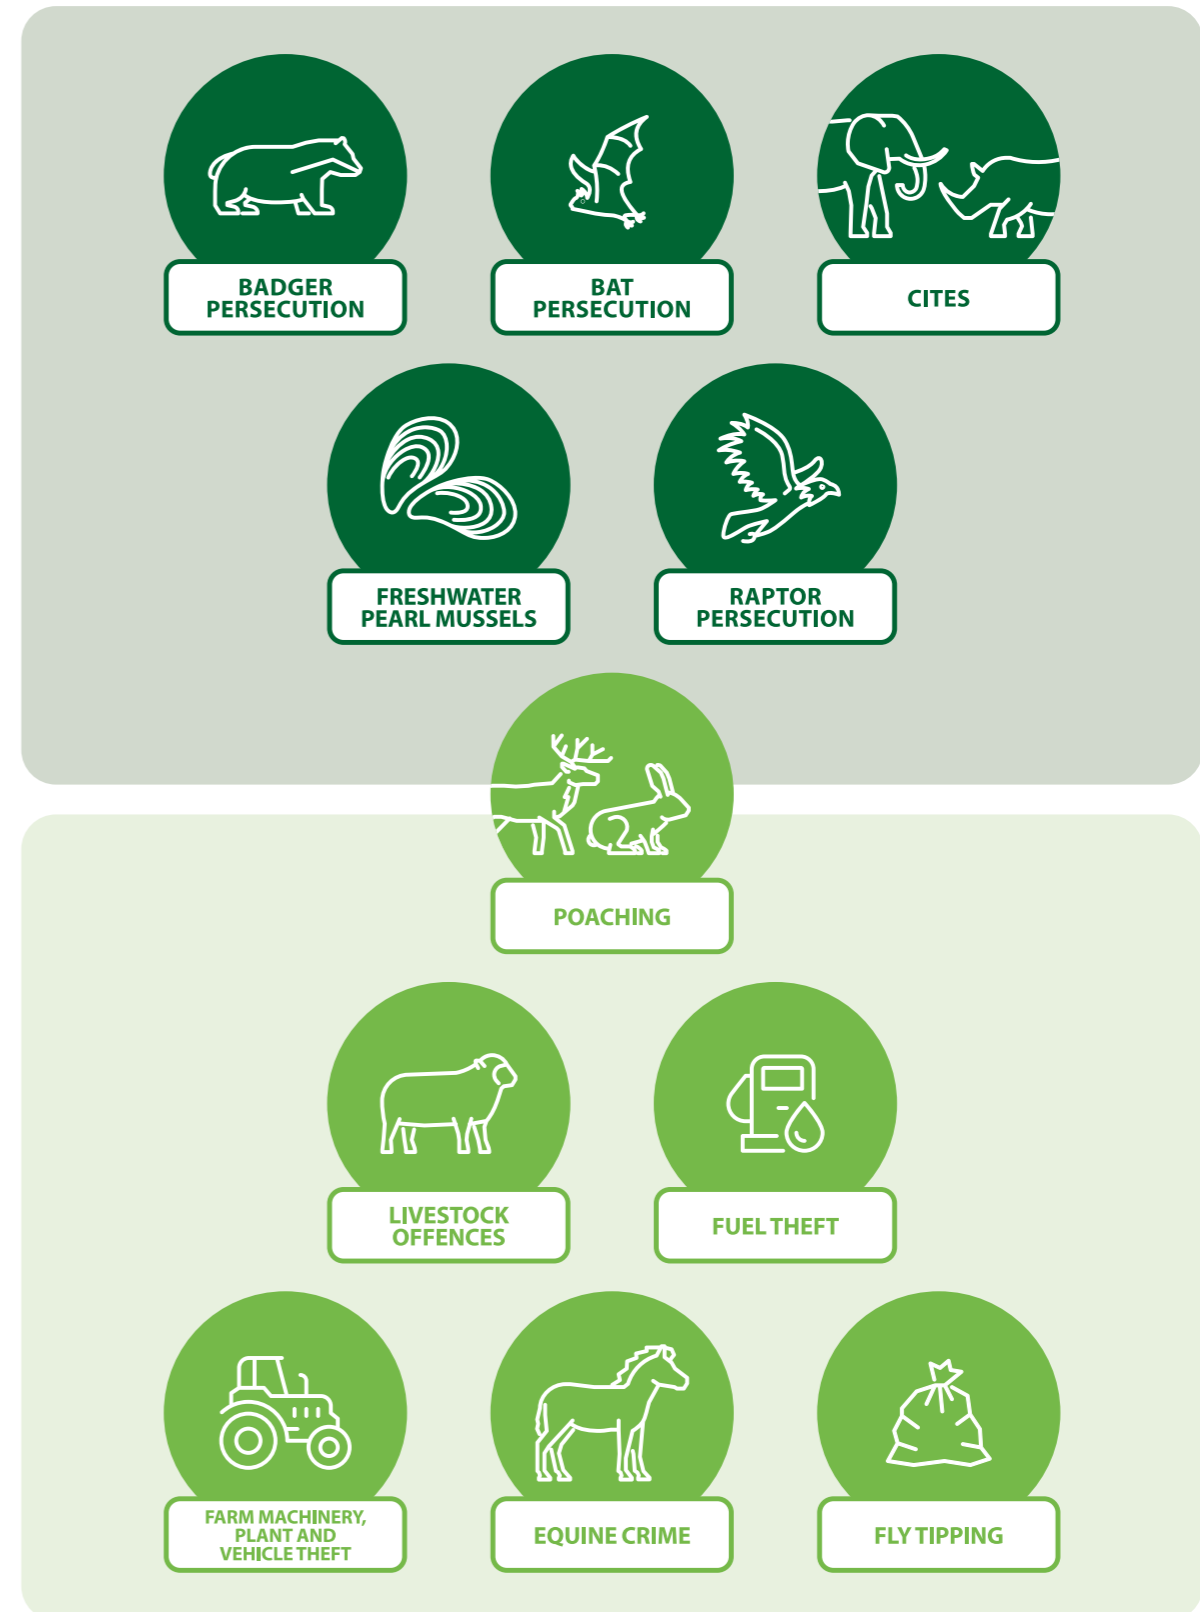 BADGER
PERSECUTION
BAT
PERSECUTION
CITES
FRESHWATER
PEARL MUSSELS
RAPTOR
PERSECUTION
POACHING
LIVESTOCK
OFFENCES
FUEL THEFT
FARM MACHINERY,
PLANT AND
VEHICLE THEFT
EQUINE CRIME
FLY TIPPING